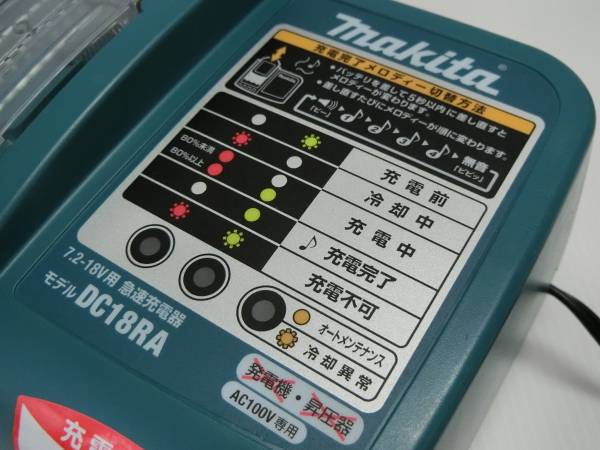 makita
充電完了メロディー切替方法
●バッテリを差して5秒以内に差し直すと
メロディーが変わります。
●差し直すたびにメロディーが順に変わります。
「ピー」
1 2 3 4
無音
「ピピッ」
充電前
冷却中
80%未満
80%以上
充電中
充電完了
充電不可
オートメンテナンス
冷却異常
7.2-18V用 急速充電器
モデル DC18RA
発電機・昇圧器
AC100V専用
充電